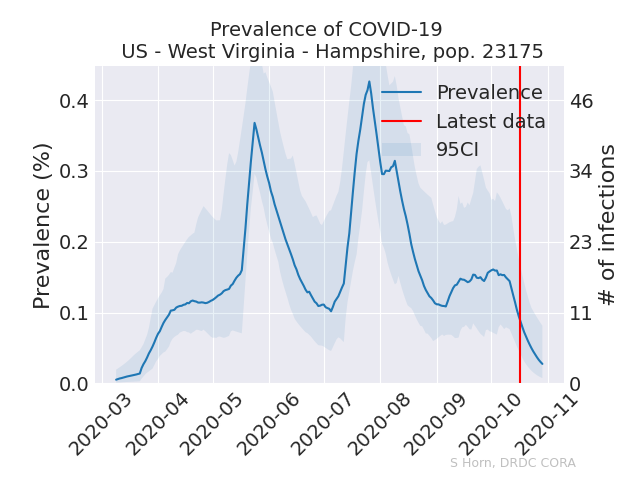 Prevalence of COVID-19
US - West Virginia - Hampshire, pop. 23175
Prevalence (%)
0.4
0.3
0.2
0.1
0.0
Prevalence
Latest data
95CI
46
34
23
11
0
# of infections
2020-03
2020-04
2020-05
2020-06
2020-07
2020-08
2020-09
2020-10
2020-11
S Horn, DRDC CORA